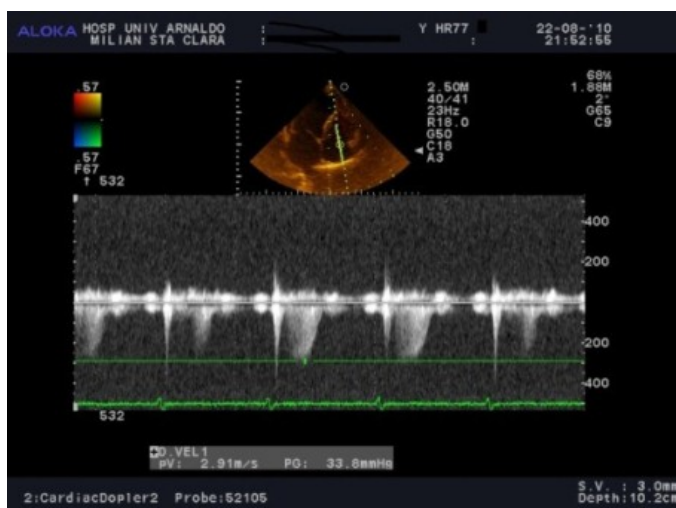 ALOKA HOSP UNIV ARNALDO : Y HR77 22-08-'10
MILIAN STA CLARA : : 21:52:55
.57
.57
F67
↑ 532
2.50M
40/41
23Hz
R18.0
G50
C18
A3
68%
1.88M
2°
G65
C9
400
200
200
400
532
D.VEL1
pV: 2.91m/s PG: 33.8mmHg
2:CardiacDopler2 Probe:52105
S.V. : 3.0mm
Depth:10.2cm